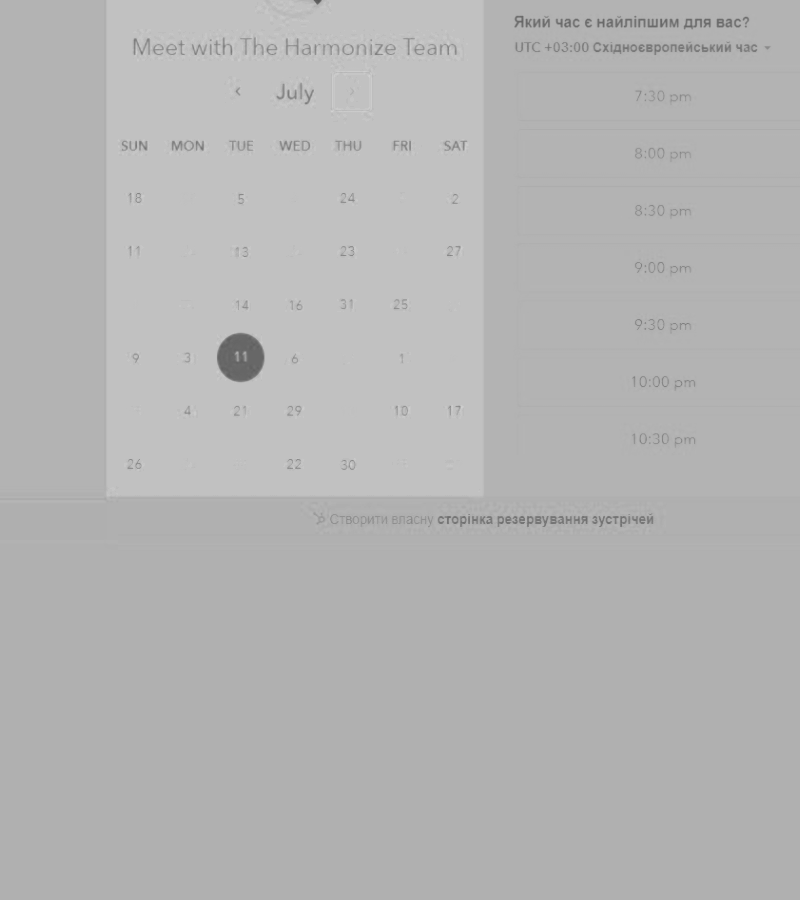 Meet with The Harmonize Team
‹ July ›
SUN MON TUE WED THU FRI SAT
18 5 24 2
11 13 23 27
14 16 31 25
9 3 11 6 1
4 21 29 10 17
26 22 30
Який час є найліпшим для вас?
UTC +03:00 Східноєвропейський час
7:30 pm
8:00 pm
8:30 pm
9:00 pm
9:30 pm
10:00 pm
10:30 pm
Створити власну сторінка резервування зустрічей